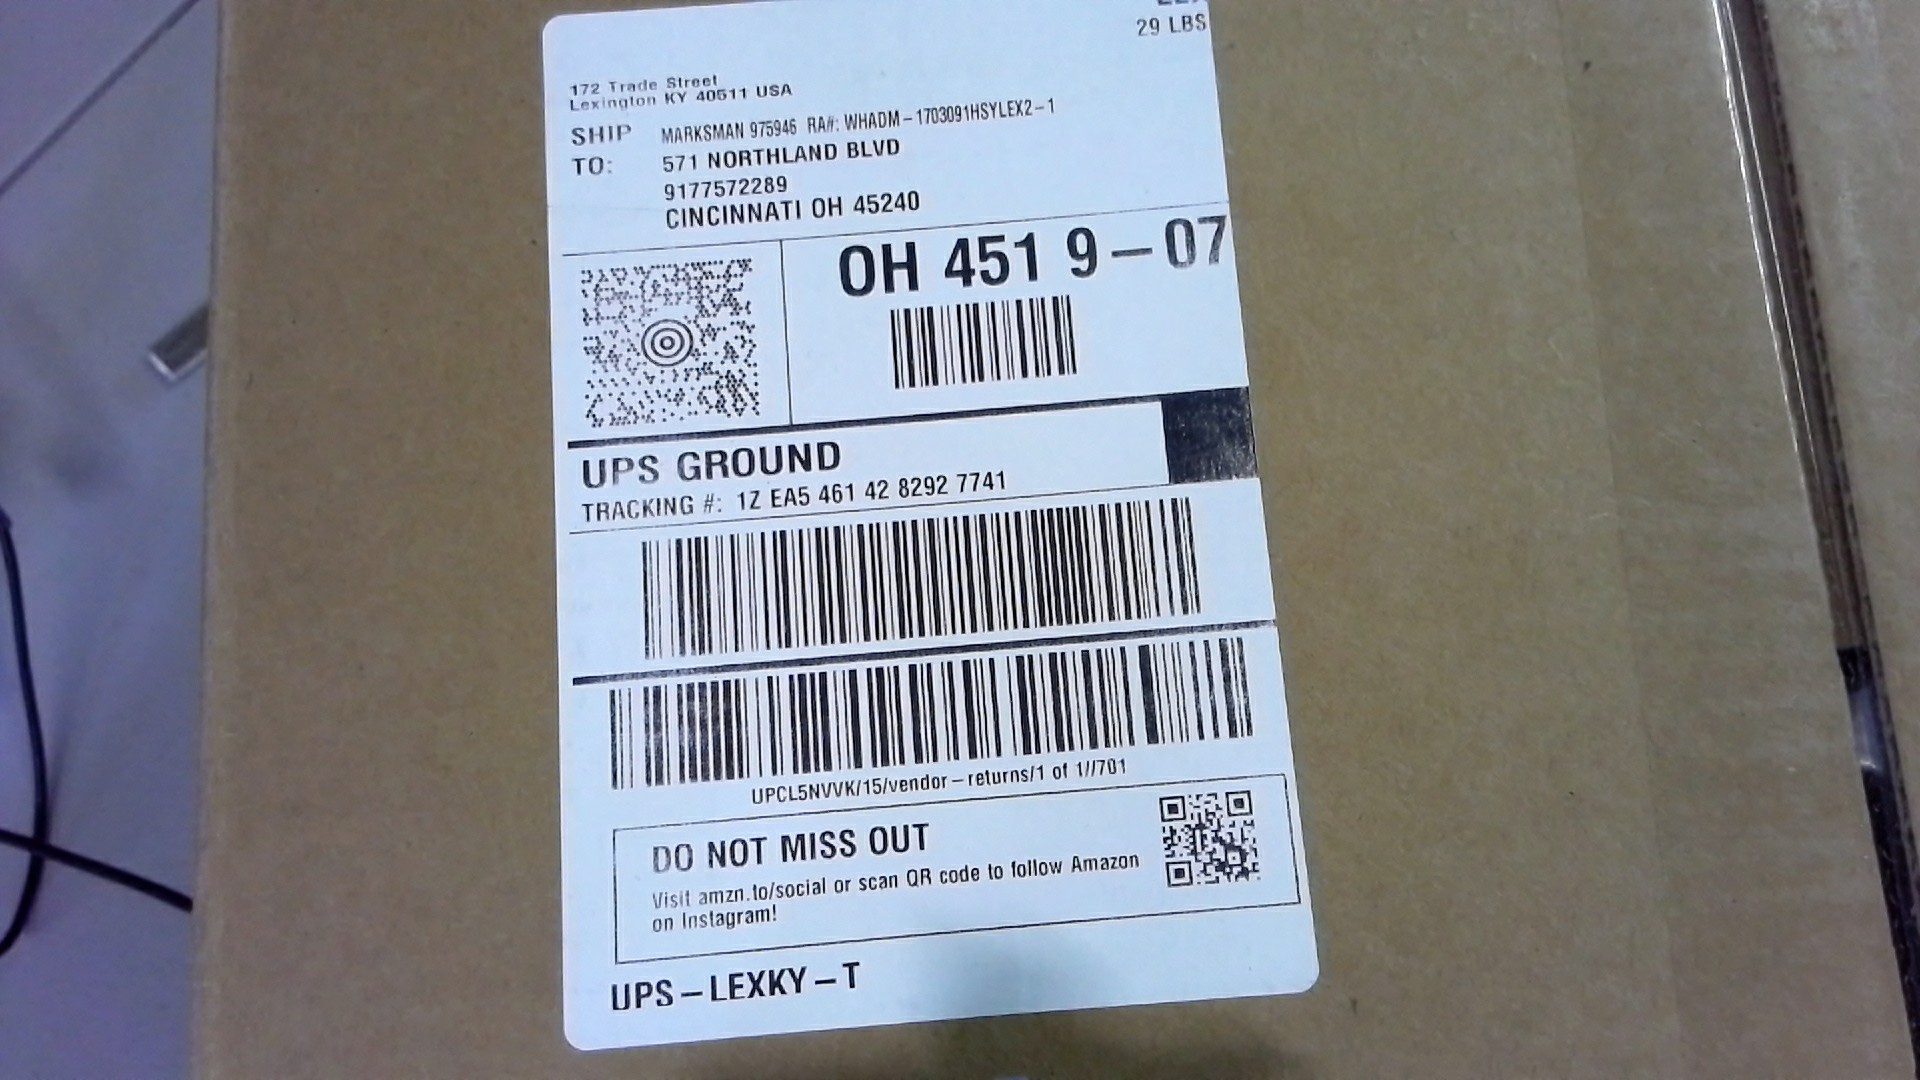 29 LBS
172 Trade Street
Lexington KY 40511 USA
SHIP MARKSMAN 975946 RA#: WHADM-1703091HSYLEX2-1
TO: 571 NORTHLAND BLVD
9177572289
CINCINNATI OH 45240
OH 451 9-07
UPS GROUND
TRACKING #: 1Z EA5 461 42 8292 7741
UPCL5NVVK/15/vendor-returns/1 of 1//701
DO NOT MISS OUT
Visit amzn.to/social or scan QR code to follow Amazon
on Instagram!
UPS-LEXKY-T